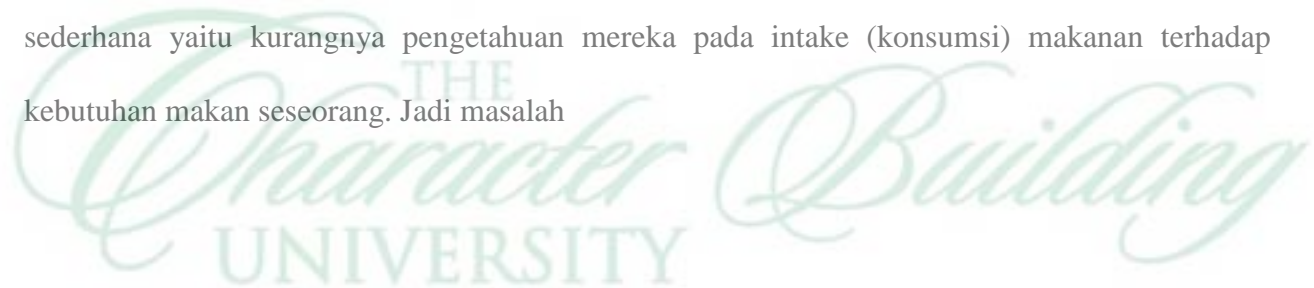 sederhana yaitu kurangnya pengetahuan mereka pada intake (konsumsi) makanan terhadap
kebutuhan makan seseorang. Jadi masalah
THE
Character Building
UNIVERSITY